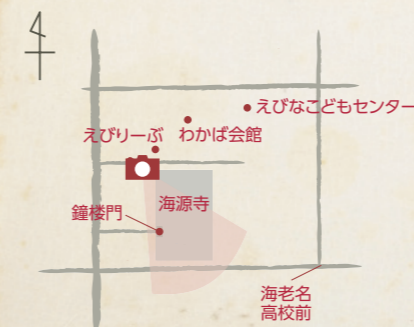 えびなこどもセンター
わかば会館
えびりーぶ
海源寺
鐘楼門
海老名
高校前